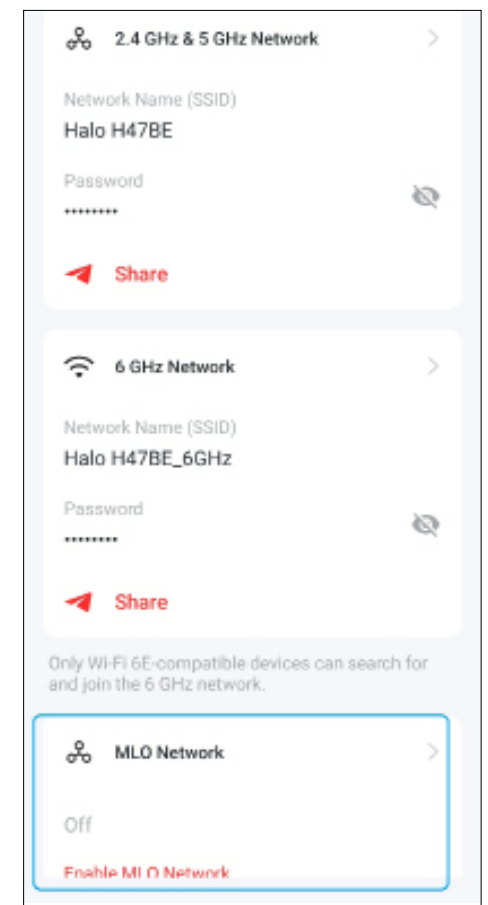 2.4 GHz & 5 GHz Network
Network Name (SSID)
Halo H47BE
Password
••••••••
Share
6 GHz Network
Network Name (SSID)
Halo H47BE_6GHz
Password
••••••••
Share
Only Wi-Fi 6E-compatible devices can search for
and join the 6 GHz network.
MLO Network
Off
Enable MLO Network